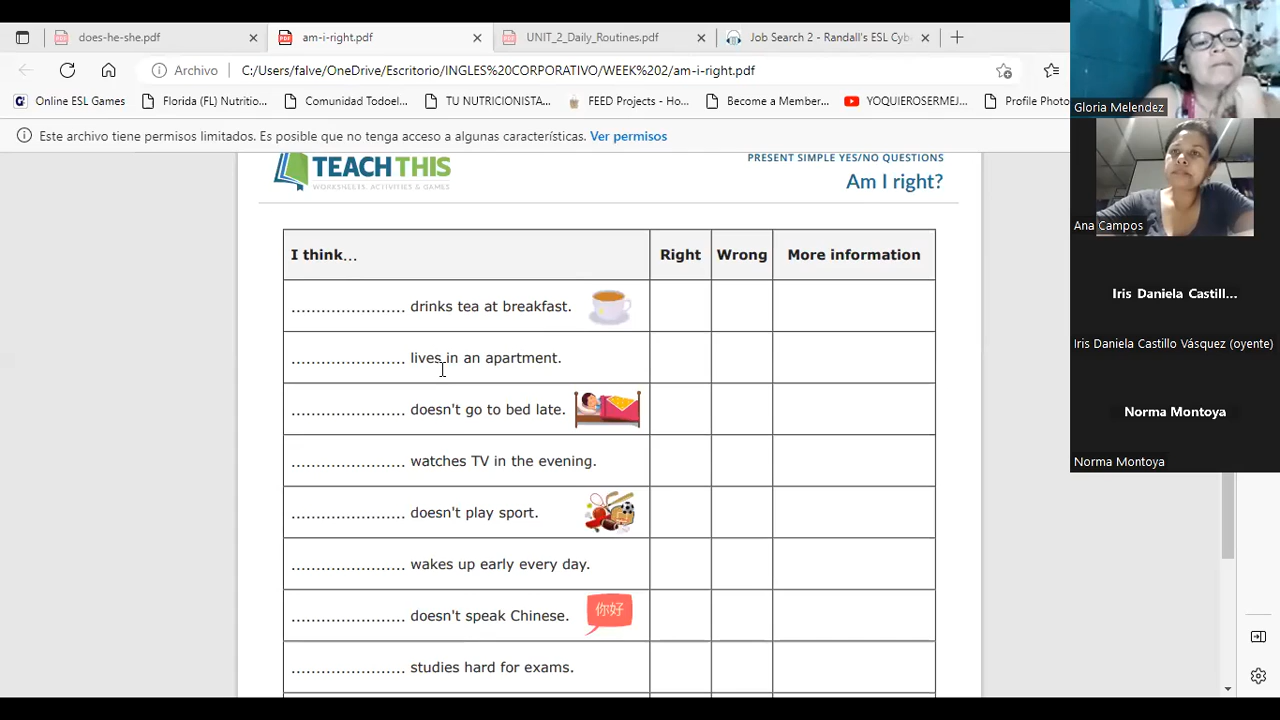 does-he-she.pdf
am-i-right.pdf
UNIT_2_Daily_Routines.pdf
Job Search 2 - Randall's ESL Cyb
Archivo
C:/Users/falve/OneDrive/Escritorio/INGLES%20CORPORATIVO/WEEK%202/am-i-right.pdf
Online ESL Games
Florida (FL) Nutritio...
Comunidad Todoel...
TU NUTRICIONISTA...
FEED Projects - Ho...
Become a Member...
YOQUIEROSERMEJ...
Profile Photo
Este archivo tiene permisos limitados. Es posible que no tenga acceso a algunas características. Ver permisos
TEACH THIS
WORKSHEETS, ACTIVITIES & GAMES
PRESENT SIMPLE YES/NO QUESTIONS
Am I right?
I think... Right Wrong More information
....................... drinks tea at breakfast.
....................... lives in an apartment.
....................... doesn't go to bed late.
....................... watches TV in the evening.
....................... doesn't play sport.
....................... wakes up early every day.
....................... doesn't speak Chinese. 你好
....................... studies hard for exams.
Gloria Melendez
Ana Campos
Iris Daniela Castill...
Iris Daniela Castillo Vásquez (oyente)
Norma Montoya
Norma Montoya